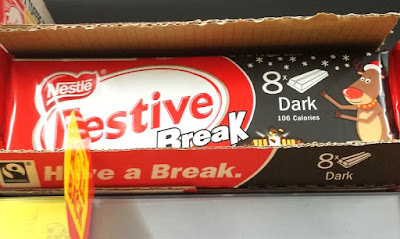 Nestlé
Festive
Break
8x
Dark
106 Calories
Have a Break.
8x
Dark